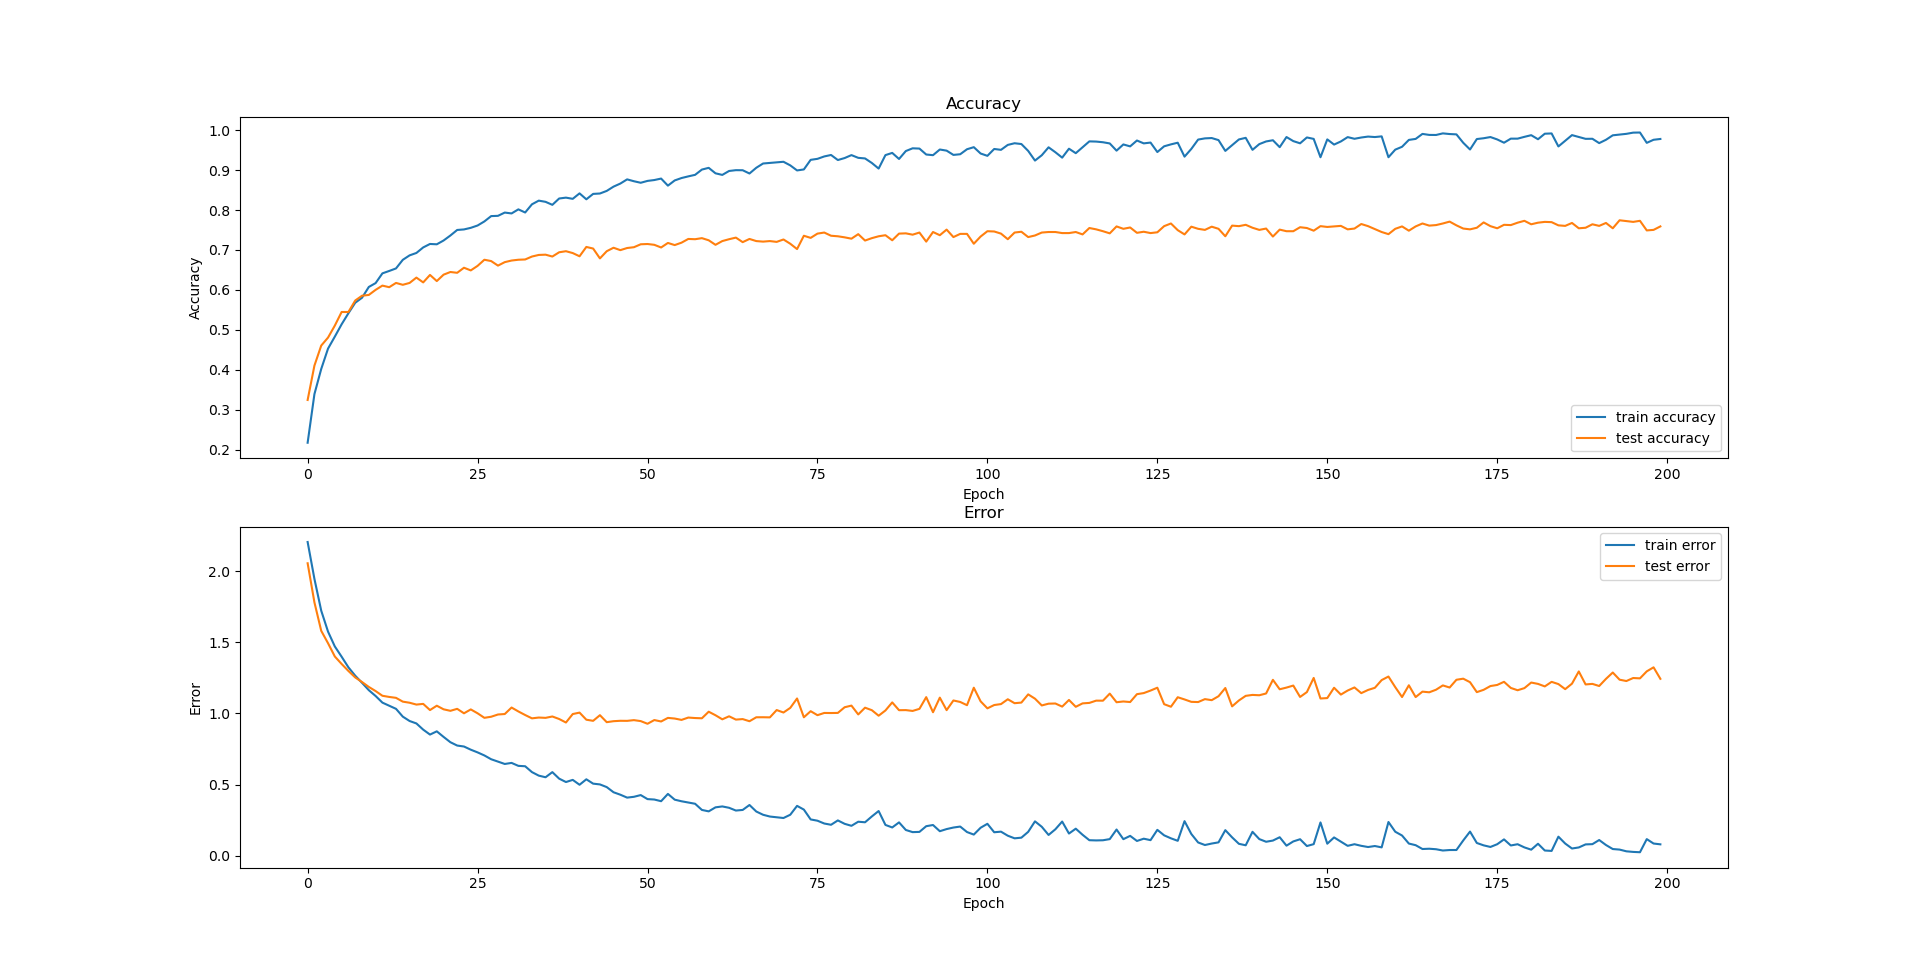 Accuracy
1.0
0.9
0.8
0.7
0.6
0.5
0.4
0.3
0.2
Accuracy
train accuracy
test accuracy
0 25 50 75 100 125 150 175 200
Epoch
Error
2.0
1.5
1.0
0.5
0.0
Error
train error
test error
0 25 50 75 100 125 150 175 200
Epoch